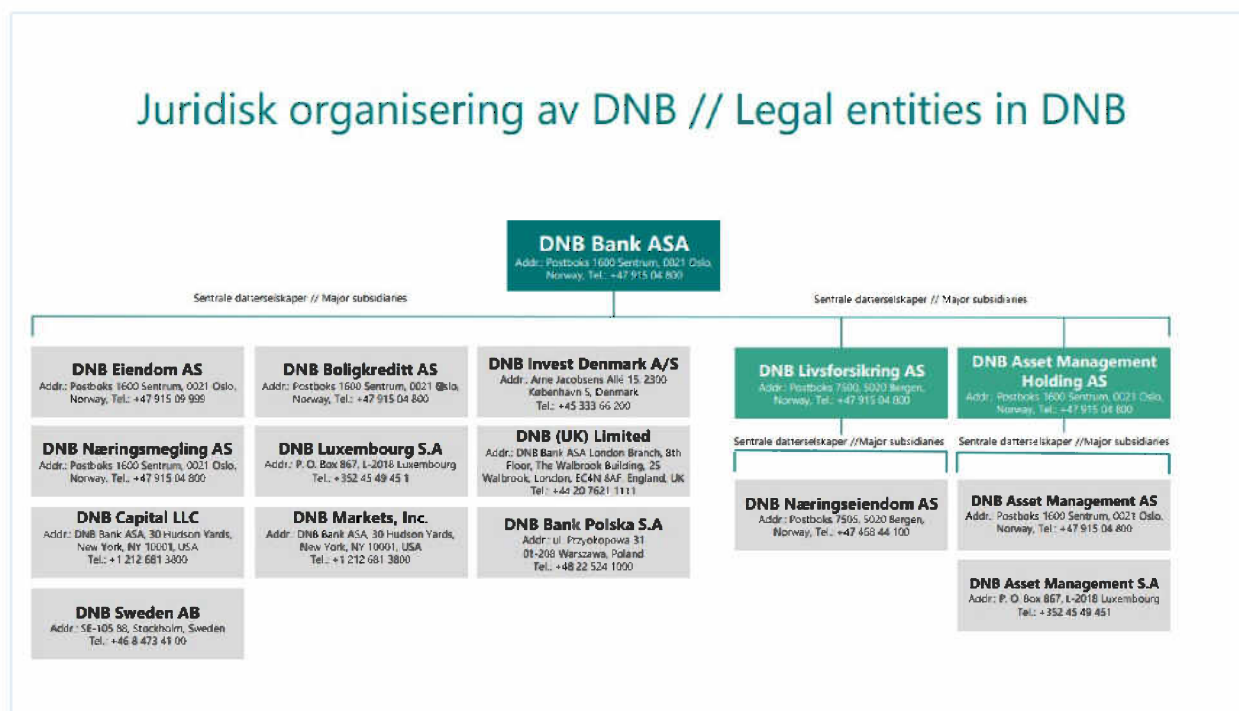 Juridisk organisering av DNB // Legal entities in DNB
DNB Bank ASA
Addr.: Postboks 1600 Sentrum, 0021 Oslo,
Norway, Tel.: +47 915 04 800
Sentrale datterselskaper // Major subsidiaries
Sentrale datterselskaper // Major subsidiaries
DNB Eiendom AS
Addr.: Postboks 1600 Sentrum, 0021 Oslo,
Norway, Tel.: +47 915 09 999
DNB Boligkreditt AS
Addr.: Postboks 1600 Sentrum, 0021 Oslo,
Norway, Tel.: +47 915 04 800
DNB Invest Denmark A/S
Addr.: Arne Jacobsens Allé 15, 2300
København S, Denmark
Tel.: +45 333 66 200
DNB Livsforsikring AS
Addr.: Postboks 7500, 5020 Bergen,
Norway, Tel.: +47 915 04 800
DNB Asset Management
Holding AS
Addr.: Postboks 1600 Sentrum, 0021 Oslo,
Norway, Tel.: +47 915 04 800
DNB Næringsmegling AS
Addr.: Postboks 1600 Sentrum, 0021 Oslo,
Norway, Tel.: +47 915 04 800
DNB Luxembourg S.A
Addr.: P. O. Box 867, L-2018 Luxembourg
Tel.: +352 45 49 45 1
DNB (UK) Limited
Addr.: DNB Bank ASA London Branch, 8th
Floor, The Walbrook Building, 25
Walbrook, London, EC4N 8AF, England, UK
Tel.: +44 20 7621 1111
Sentrale datterselskaper //Major subsidiaries
Sentrale datterselskaper //Major subsidiaries
DNB Capital LLC
Addr.: DNB Bank ASA, 30 Hudson Yards,
New York, NY 10001, USA
Tel.: +1 212 681 3800
DNB Markets, Inc.
Addr.: DNB Bank ASA, 30 Hudson Yards,
New York, NY 10001, USA
Tel.: +1 212 681 3800
DNB Bank Polska S.A
Addr.: ul. Przyokopowa 31
01-208 Warszawa, Poland
Tel.: +48 22 524 1000
DNB Næringseiendom AS
Addr.: Postboks 7505, 5020 Bergen,
Norway, Tel.: +47 468 44 100
DNB Asset Management AS
Addr.: Postboks 1600 Sentrum, 0021 Oslo,
Norway, Tel.: +47 915 04 800
DNB Sweden AB
Addr.: SE-105 88, Stockholm, Sweden
Tel.: +46 8 473 41 00
DNB Asset Management S.A
Addr.: P. O. Box 867, L-2018 Luxembourg
Tel.: +352 45 49 451